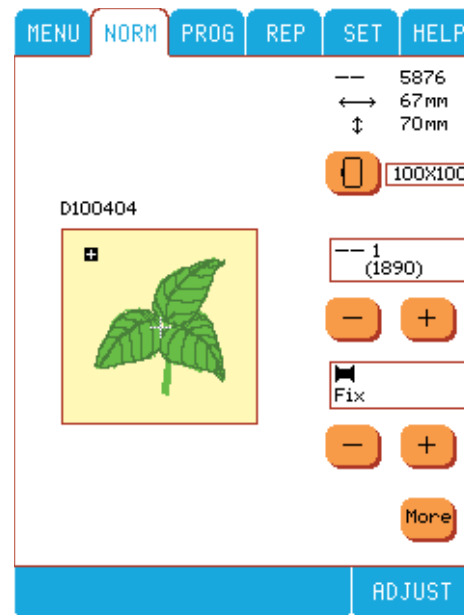 MENU NORM PROG REP SET HELP
-- 5876
67mm
70mm
100X100
D100404
-- 1
(1890)
− +
Fix
− +
More
ADJUST